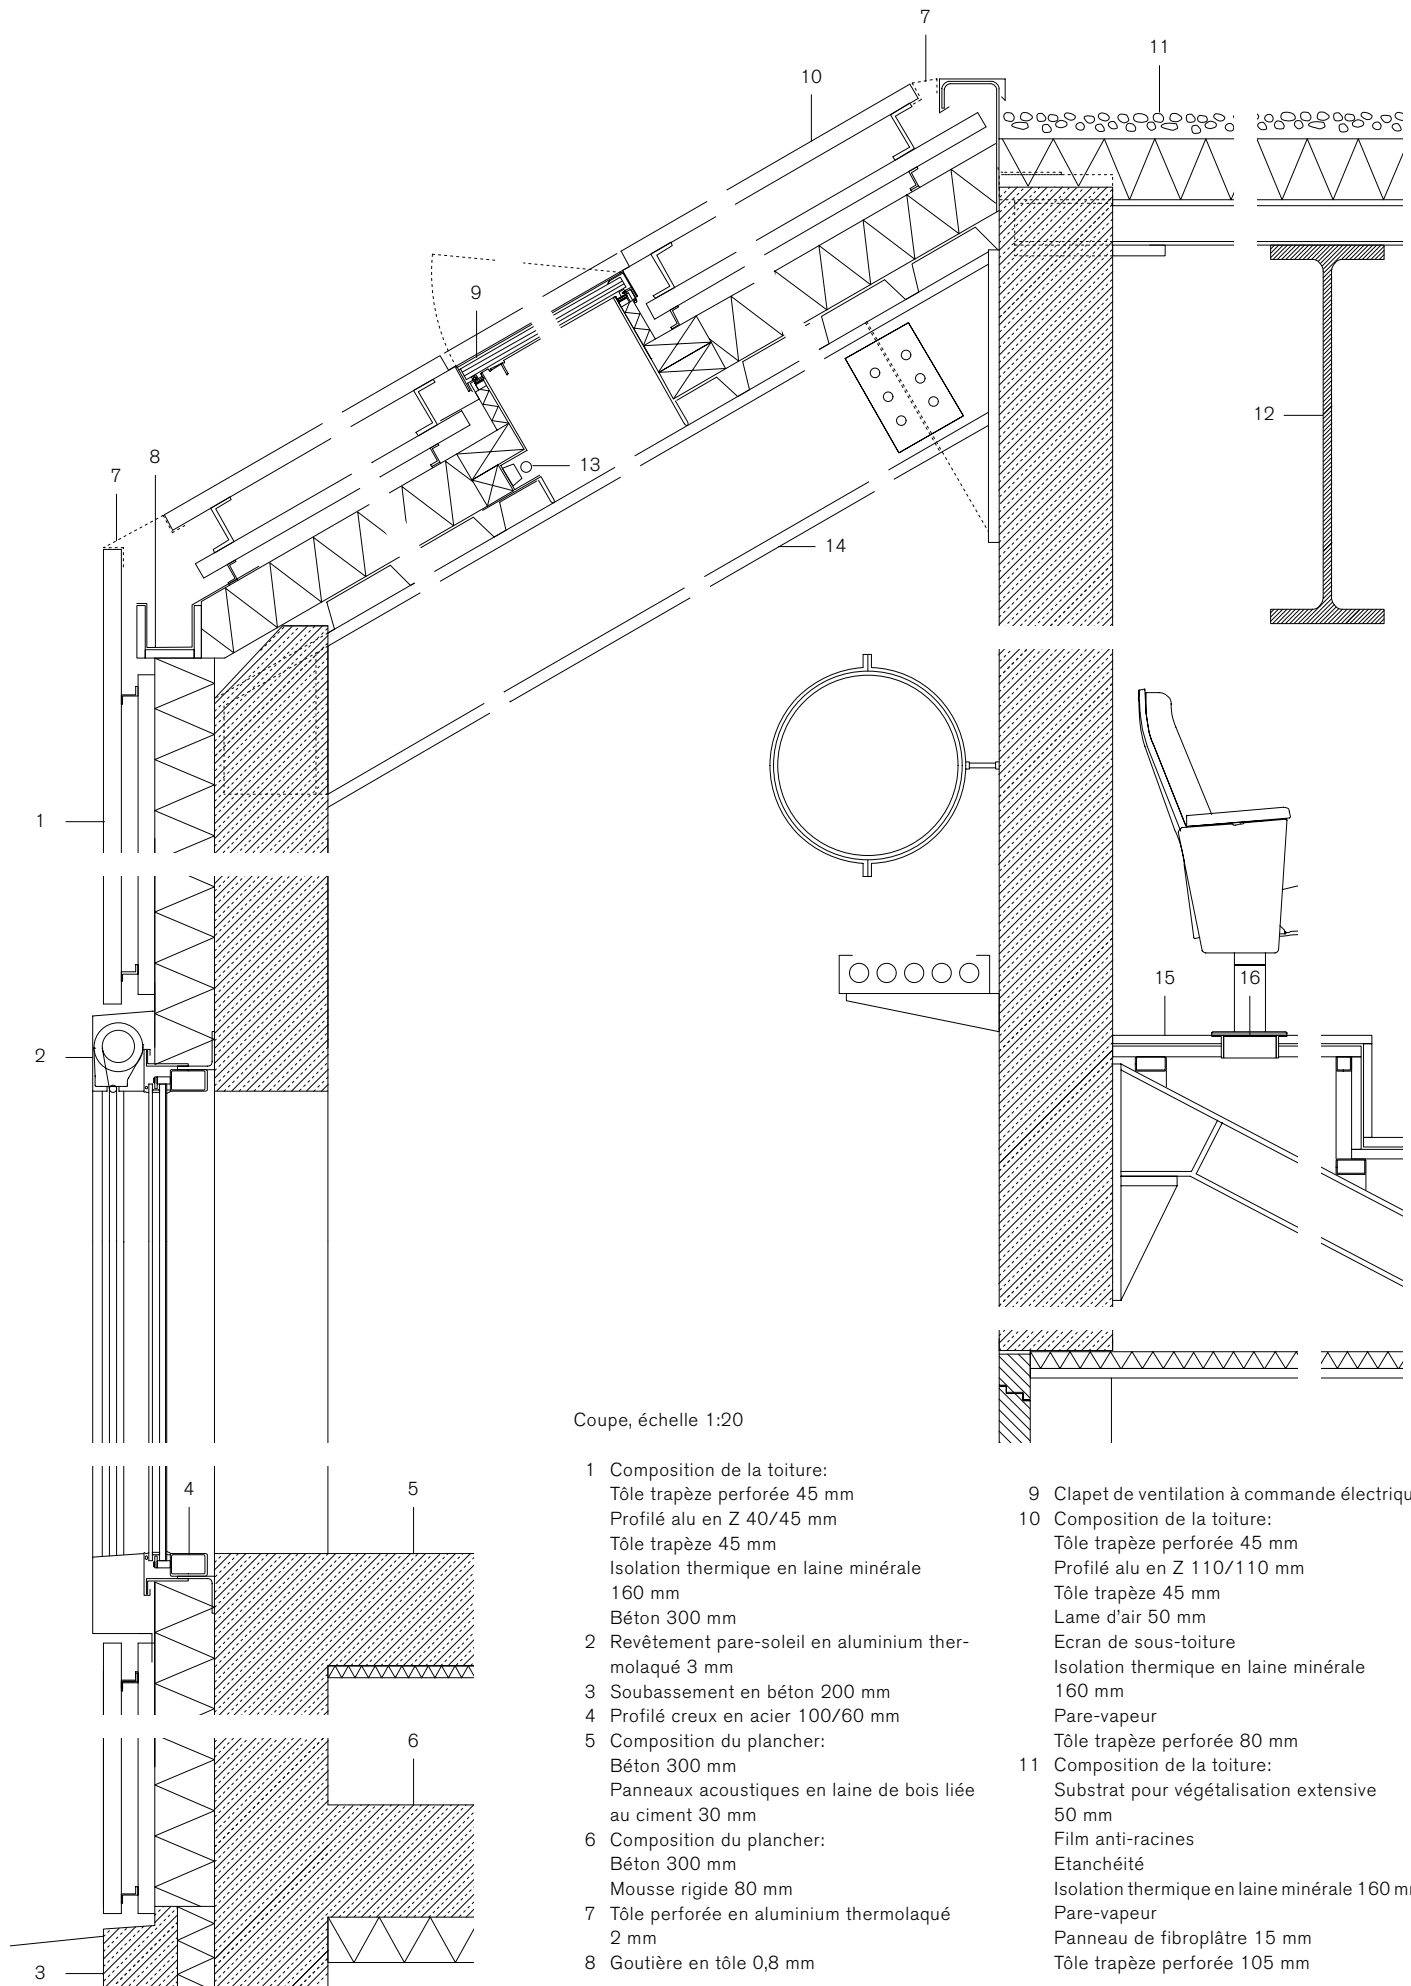 7
11
10
9
12
8
7
13
14
1
15
16
2
4
5
6
3
Coupe, échelle 1:20
1 Composition de la toiture:
Tôle trapèze perforée 45 mm
Profilé alu en Z 40/45 mm
Tôle trapèze 45 mm
Isolation thermique en laine minérale
160 mm
Béton 300 mm
2 Revêtement pare-soleil en aluminium ther-
molaqué 3 mm
3 Soubassement en béton 200 mm
4 Profilé creux en acier 100/60 mm
5 Composition du plancher:
Béton 300 mm
Panneaux acoustiques en laine de bois liée
au ciment 30 mm
6 Composition du plancher:
Béton 300 mm
Mousse rigide 80 mm
7 Tôle perforée en aluminium thermolaqué
2 mm
8 Goutière en tôle 0,8 mm
9 Clapet de ventilation à commande électriqu
10 Composition de la toiture:
Tôle trapèze perforée 45 mm
Profilé alu en Z 110/110 mm
Tôle trapèze 45 mm
Lame d'air 50 mm
Ecran de sous-toiture
Isolation thermique en laine minérale
160 mm
Pare-vapeur
Tôle trapèze perforée 80 mm
11 Composition de la toiture:
Substrat pour végétalisation extensive
50 mm
Film anti-racines
Etanchéité
Isolation thermique en laine minérale 160 m
Pare-vapeur
Panneau de fibroplâtre 15 mm
Tôle trapèze perforée 105 mm